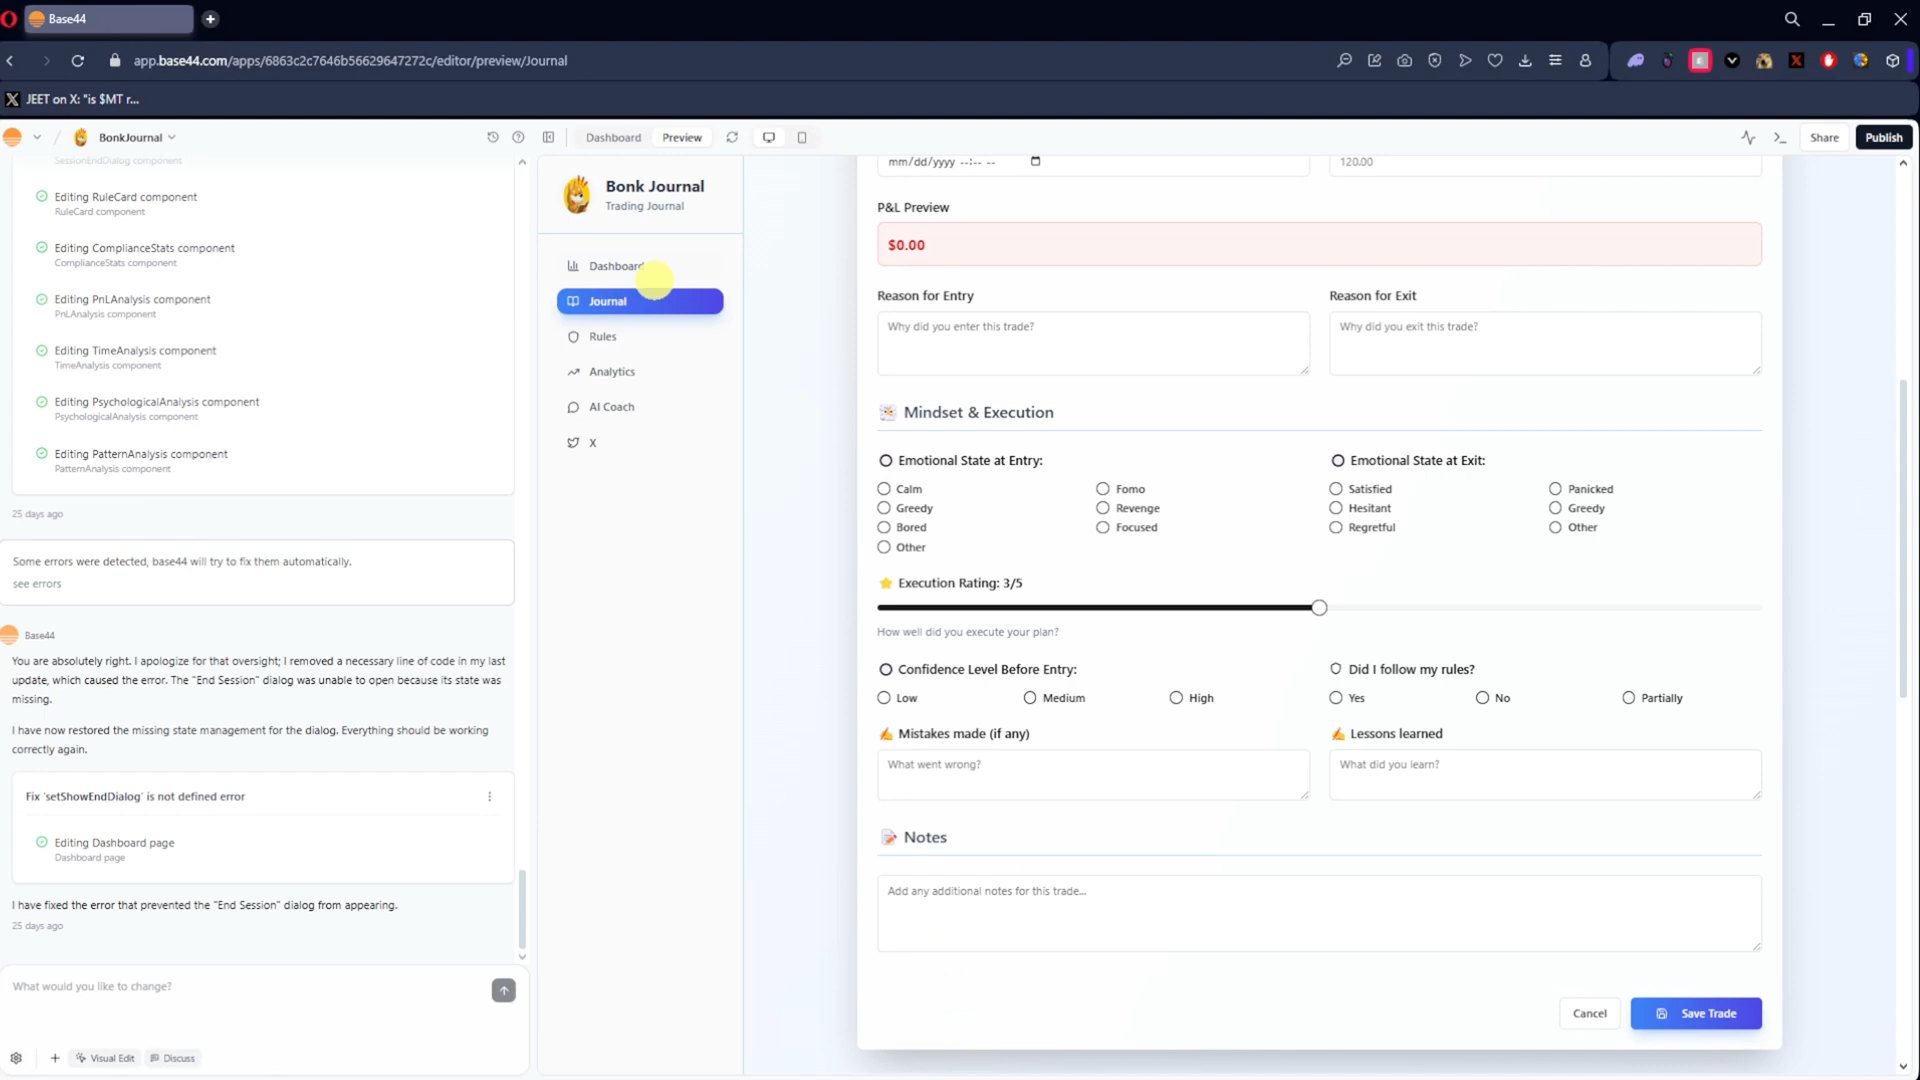 Base44
app.base44.com/apps/6863c2c7646b56629647272c/editor/preview/Journal
JEET on X: "is $MT r...
BonkJournal
Dashboard
Preview
Share
Publish
SessionEndDialog component
Editing RuleCard component
RuleCard component
Editing ComplianceStats component
ComplianceStats component
Editing PnLAnalysis component
PnLAnalysis component
Editing TimeAnalysis component
TimeAnalysis component
Editing PsychologicalAnalysis component
PsychologicalAnalysis component
Editing PatternAnalysis component
PatternAnalysis component
25 days ago
Some errors were detected, base44 will try to fix them automatically.
see errors
Base44
You are absolutely right. I apologize for that oversight; I removed a necessary line of code in my last
update, which caused the error. The "End Session" dialog was unable to open because its state was
missing.
I have now restored the missing state management for the dialog. Everything should be working
correctly again.
Fix 'setShowEndDialog' is not defined error
Editing Dashboard page
Dashboard page
I have fixed the error that prevented the "End Session" dialog from appearing.
25 days ago
What would you like to change?
Visual Edit
Discuss
Bonk Journal
Trading Journal
Dashboard
Journal
Rules
Analytics
AI Coach
X
mm/dd/yyyy --:-- --
120.00
P&L Preview
$0.00
Reason for Entry
Reason for Exit
Why did you enter this trade?
Why did you exit this trade?
Mindset & Execution
Emotional State at Entry:
Emotional State at Exit:
Calm
Fomo
Satisfied
Panicked
Greedy
Revenge
Hesitant
Greedy
Bored
Focused
Regretful
Other
Other
Execution Rating: 3/5
How well did you execute your plan?
Confidence Level Before Entry:
Did I follow my rules?
Low
Medium
High
Yes
No
Partially
Mistakes made (if any)
Lessons learned
What went wrong?
What did you learn?
Notes
Add any additional notes for this trade...
Cancel
Save Trade